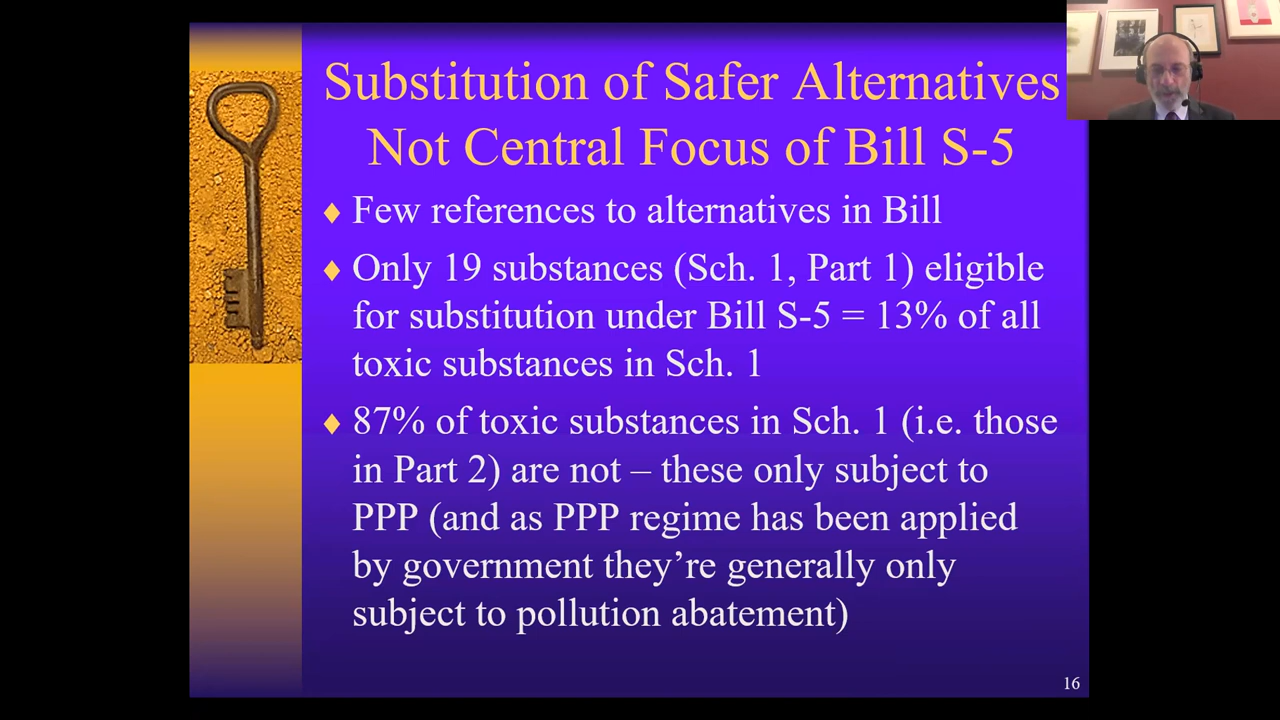 Substitution of Safer Alternatives
Not Central Focus of Bill S-5
Few references to alternatives in Bill
Only 19 substances (Sch. 1, Part 1) eligible
for substitution under Bill S-5 = 13% of all
toxic substances in Sch. 1
87% of toxic substances in Sch. 1 (i.e. those
in Part 2) are not – these only subject to
PPP (and as PPP regime has been applied
by government they’re generally only
subject to pollution abatement)
16